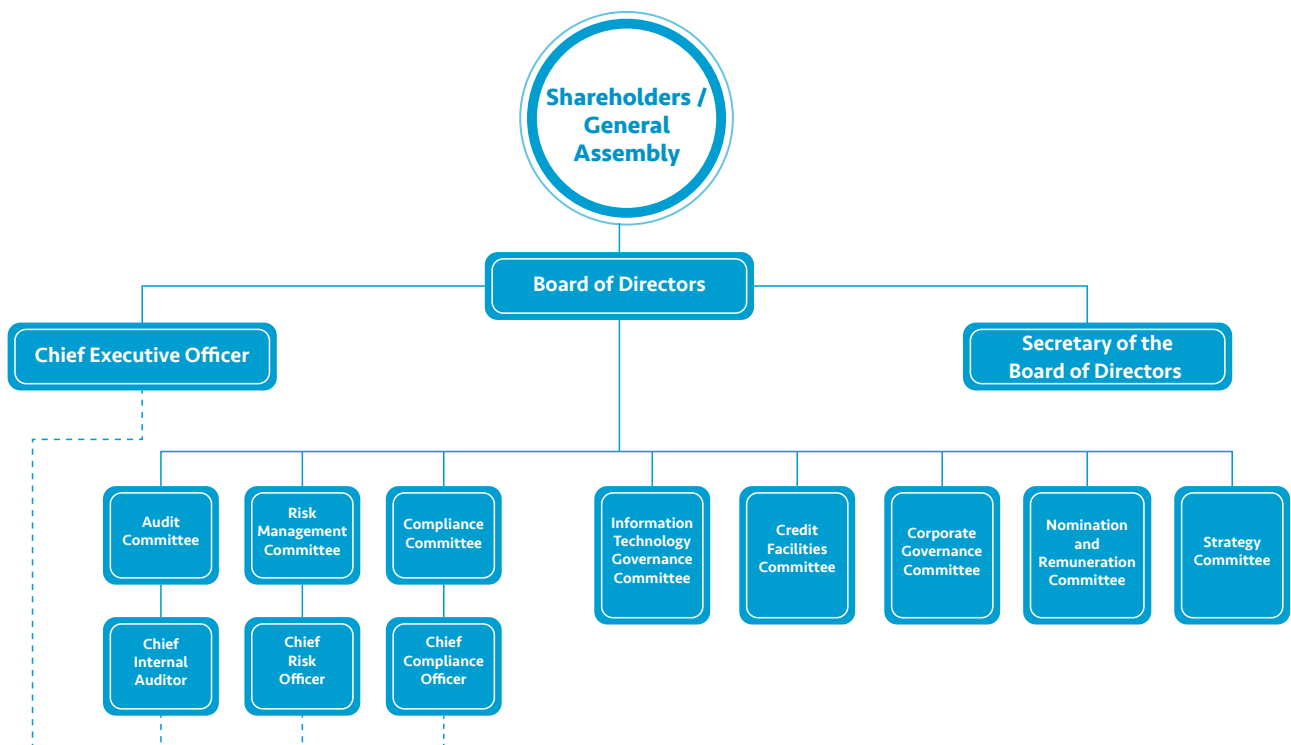 Shareholders /
General
Assembly
Board of Directors
Chief Executive Officer
Secretary of the
Board of Directors
Audit
Committee
Risk
Management
Committee
Compliance
Committee
Information
Technology
Governance
Committee
Credit
Facilities
Committee
Corporate
Governance
Committee
Nomination
and
Remuneration
Committee
Strategy
Committee
Chief
Internal
Auditor
Chief
Risk
Officer
Chief
Compliance
Officer